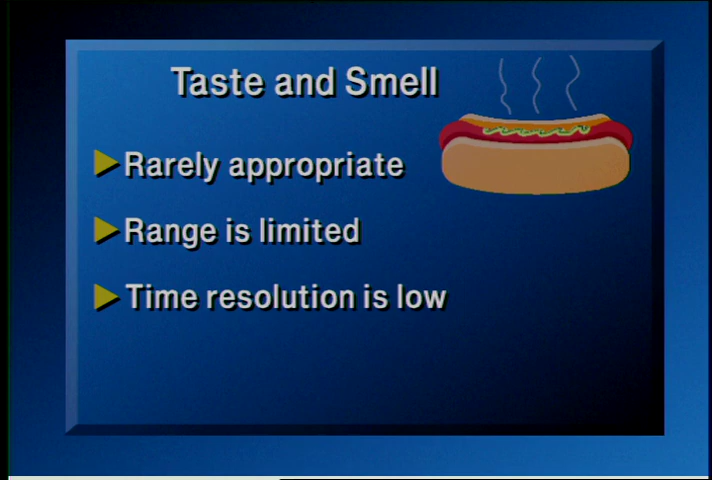 Taste and Smell
Rarely appropriate
Range is limited
Time resolution is low